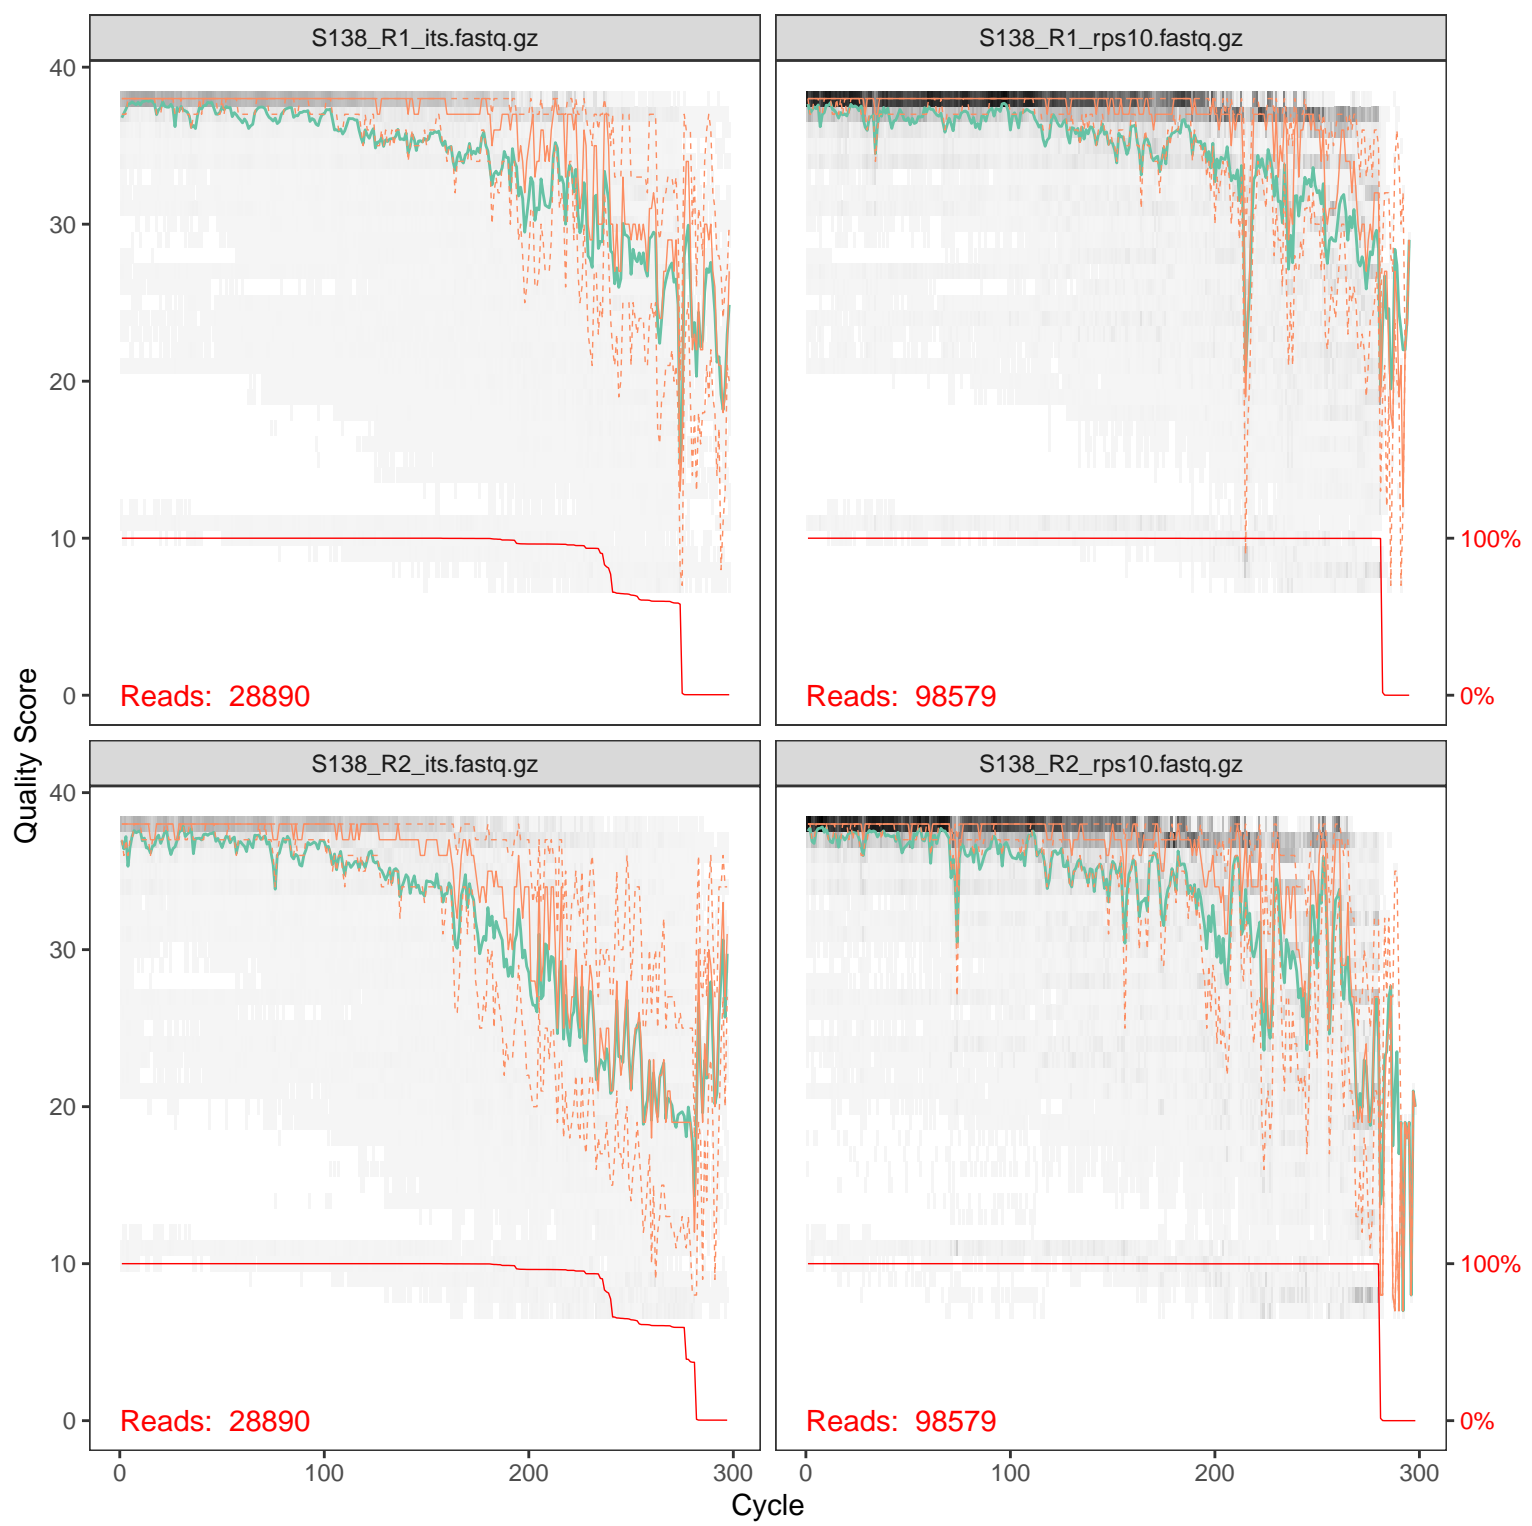 S138_R1_its.fastq.gz
S138_R1_rps10.fastq.gz
40
30
20
10
0
100%
0%
Reads: 28890
Reads: 98579
Quality Score
S138_R2_its.fastq.gz
S138_R2_rps10.fastq.gz
40
30
20
10
0
100%
0%
Reads: 28890
Reads: 98579
0
100
200
300
0
100
200
300
Cycle